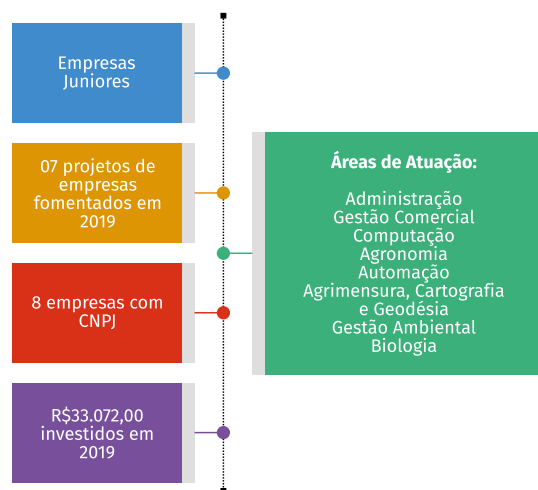 Empresas
Juniores
07 projetos de
empresas
fomentados em
2019
8 empresas com
CNPJ
R$33.072,00
investidos em
2019
Áreas de Atuação:
Administração
Gestão Comercial
Computação
Agronomia
Automação
Agrimensura, Cartografia
e Geodésia
Gestão Ambiental
Biologia